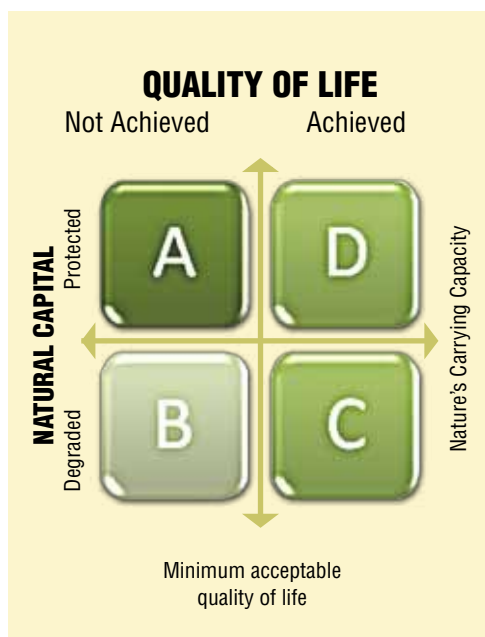 QUALITY OF LIFE
Not Achieved Achieved
NATURAL CAPITAL
Protected
Degraded
A
D
B
C
Nature's Carrying Capacity
Minimum acceptable
quality of life